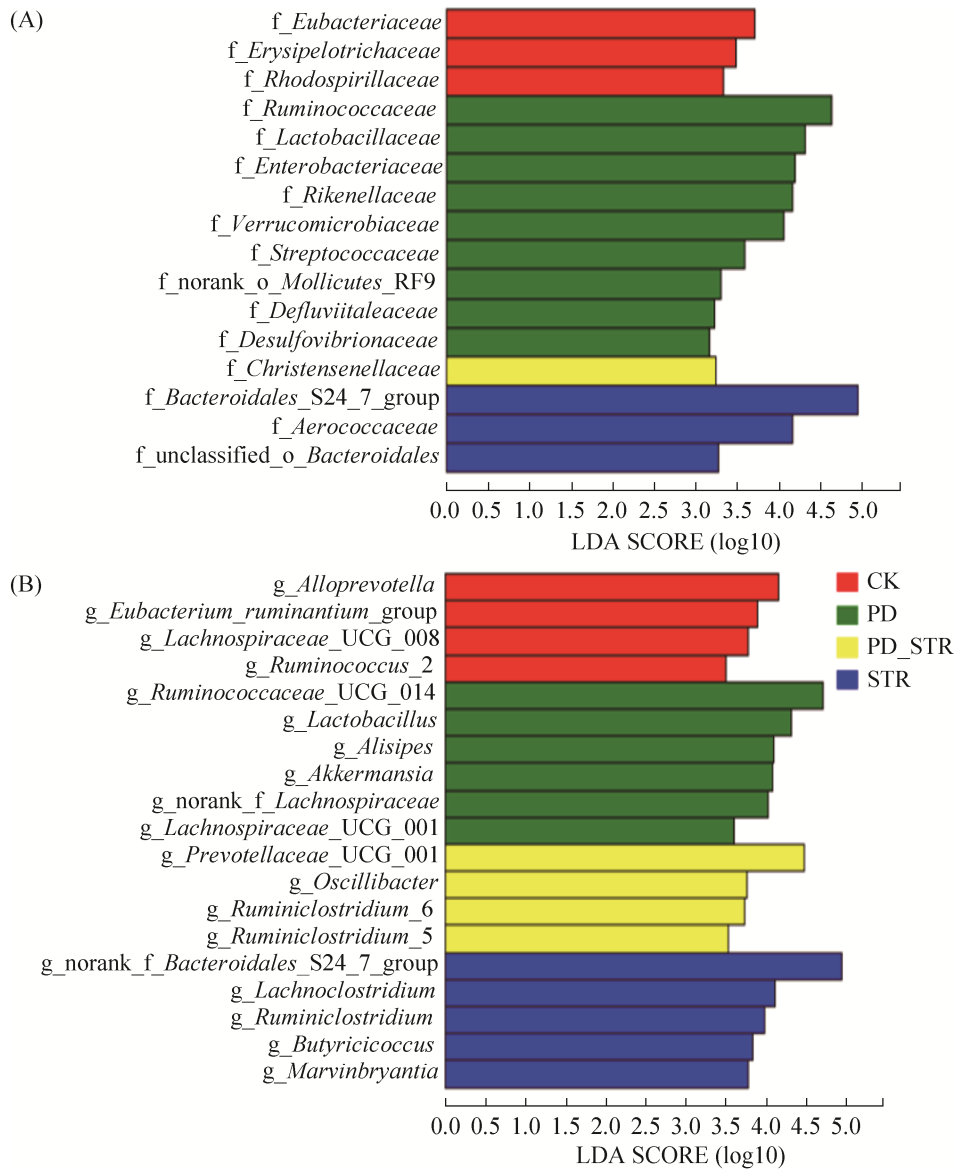 (A)
f_Eubacteriaceae
f_Erysipelotrichaceae
f_Rhodospirillaceae
f_Ruminococcaceae
f_Lactobacillaceae
f_Enterobacteriaceae
f_Rikenellaceae
f_Verrucomicrobiaceae
f_Streptococcaceae
f_norank_o_Mollicutes_RF9
f_Defluviitaleaceae
f_Desulfovibrionaceae
f_Christensenellaceae
f_Bacteroidales_S24_7_group
f_Aerococcaceae
f_unclassified_o_Bacteroidales
0.0 0.5 1.0 1.5 2.0 2.5 3.0 3.5 4.0 4.5 5.0
LDA SCORE (log10)
(B)
g_Alloprevotella
g_Eubacterium_ruminantium_group
g_Lachnospiraceae_UCG_008
g_Ruminococcus_2
g_Ruminococcaceae_UCG_014
g_Lactobacillus
g_Alisipes
g_Akkermansia
g_norank_f_Lachnospiraceae
g_Lachnospiraceae_UCG_001
g_Prevotellaceae_UCG_001
g_Oscillibacter
g_Ruminiclostridium_6
g_Ruminiclostridium_5
g_norank_f_Bacteroidales_S24_7_group
g_Lachnoclostridium
g_Ruminiclostridium
g_Butyricicoccus
g_Marvinbryantia
CK
PD
PD_STR
STR
0.0 0.5 1.0 1.5 2.0 2.5 3.0 3.5 4.0 4.5 5.0
LDA SCORE (log10)